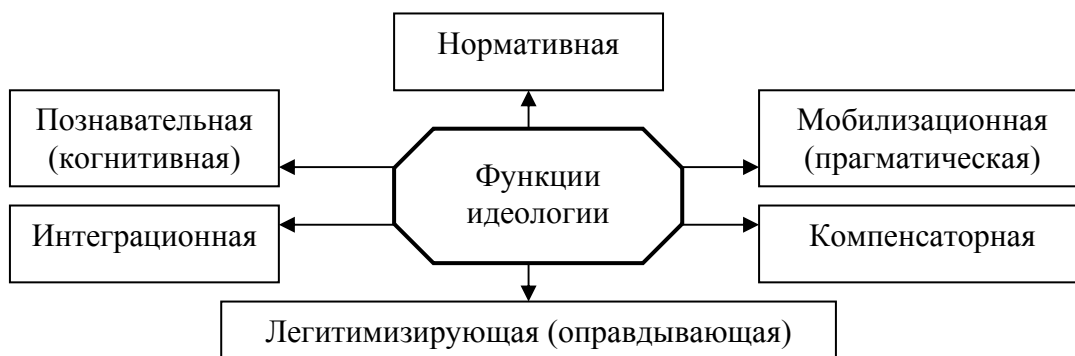 Нормативная
Познавательная
(когнитивная)
Мобилизационная
(прагматическая)
Функции
идеологии
Интеграционная
Компенсаторная
Легитимизирующая (оправдывающая)